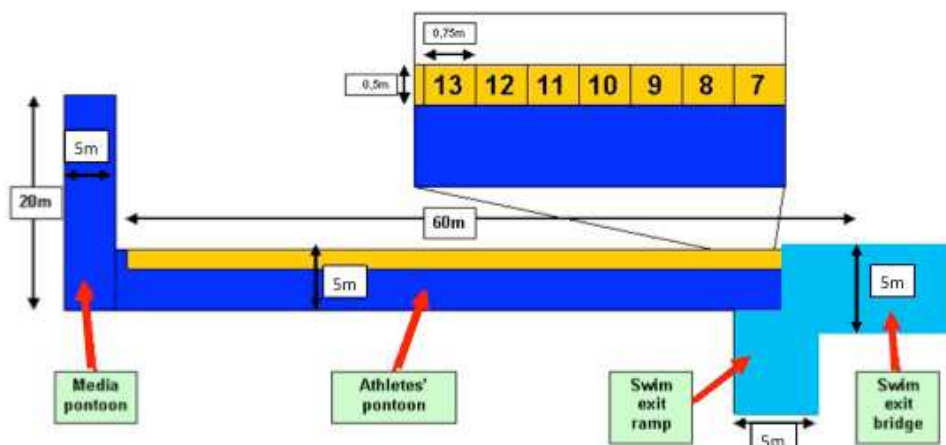 0,75m
0,5m
13 12 11 10 9 8 7
5m
20m
60m
5m
5m
Media
pontoon
Athletes'
pontoon
Swim
exit
ramp
Swim
exit
bridge
5m